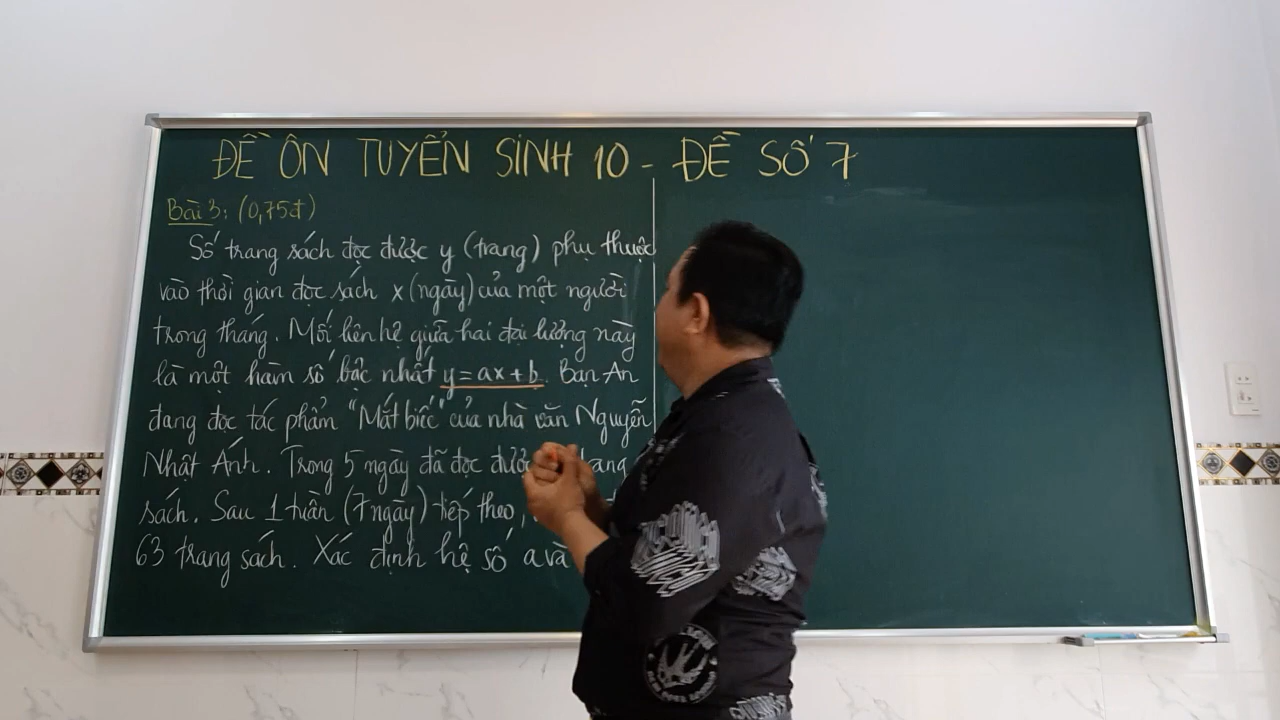 ĐỀ ÔN TUYỂN SINH 10 - ĐỀ SỐ 7
Bài 3: (0,75đ)
Số trang sách đọc được y (trang) phụ thuộc
vào thời gian đọc sách x (ngày) của một người
trong tháng. Mối liên hệ giữa hai đại lượng này
là một hàm số bậc nhất y = ax + b. Bạn An
đang đọc tác phẩm "Mắt biếc" của nhà văn Nguyễn
Nhật Ánh. Trong 5 ngày đã đọc
sách. Sau 1 tuần (7 ngày) tiếp theo,
63 trang sách. Xác định hệ số a và